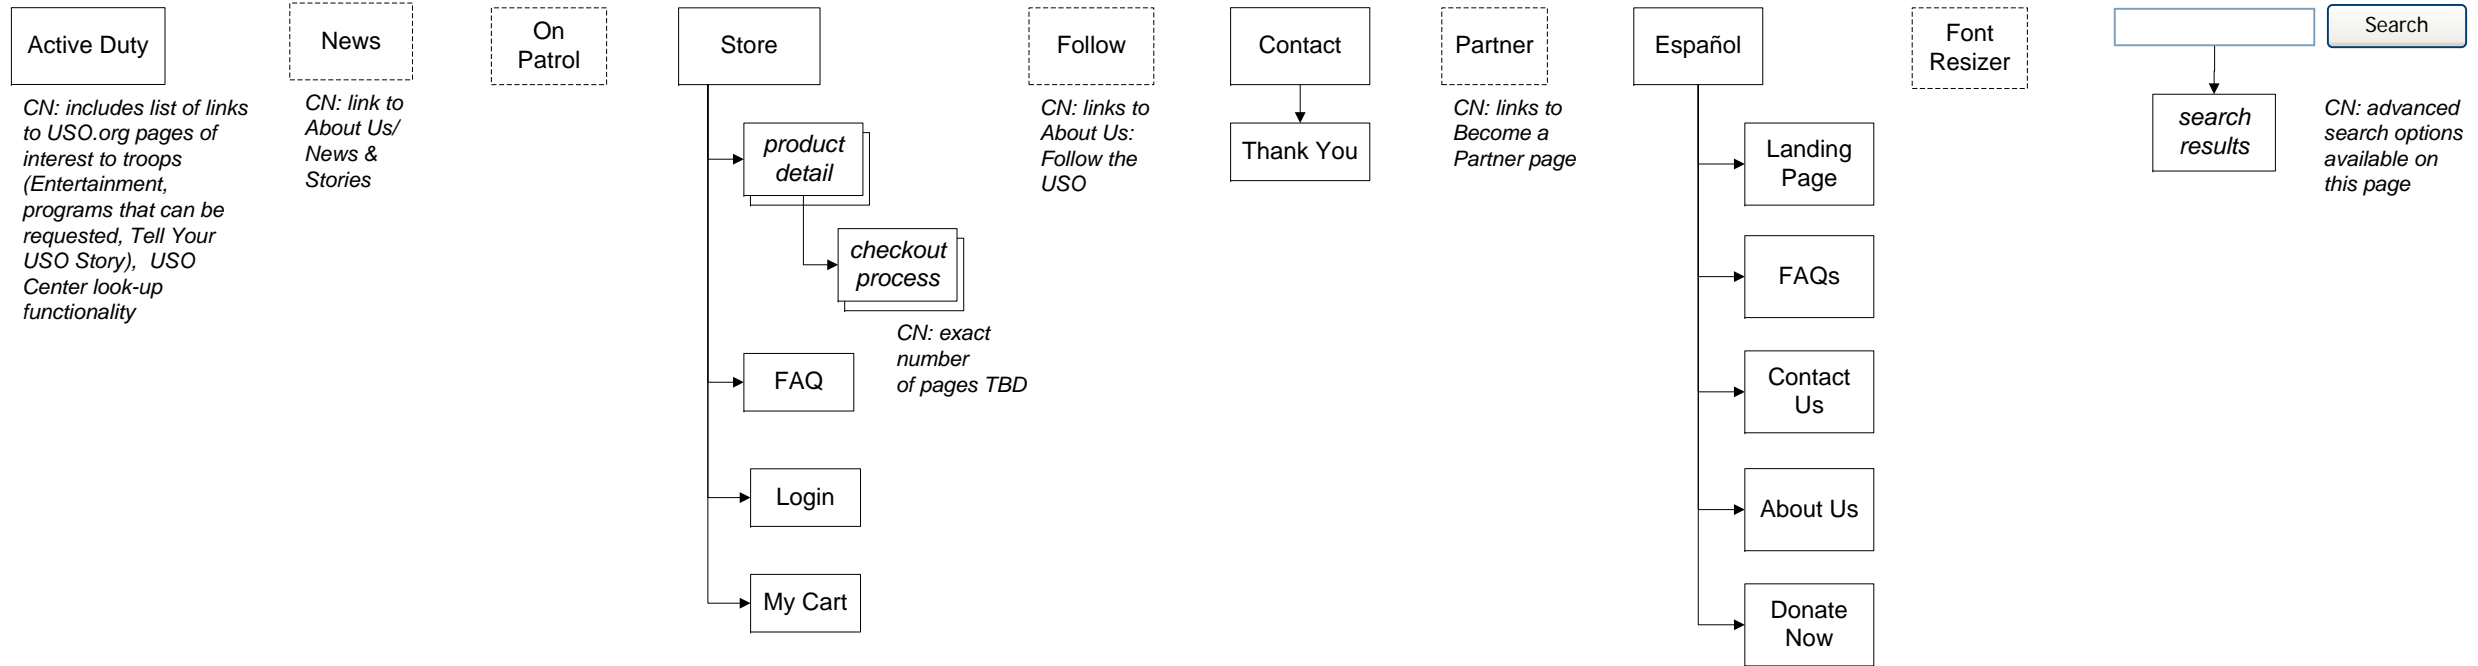 Active Duty
CN: includes list of links
to USO.org pages of
interest to troops
(Entertainment,
programs that can be
requested, Tell Your
USO Story),  USO
Center look-up
functionality
News
CN: link to
About Us/
News &
Stories
On
Patrol
Store
product
detail
checkout
process
CN: exact
number
of pages TBD
FAQ
Login
My Cart
Follow
CN: links to
About Us:
Follow the
USO
Contact
Thank You
Partner
CN: links to
Become a
Partner page
Español
Landing
Page
FAQs
Contact
Us
About Us
Donate
Now
Font
Resizer
Search
search
results
CN: advanced
search options
available on
this page